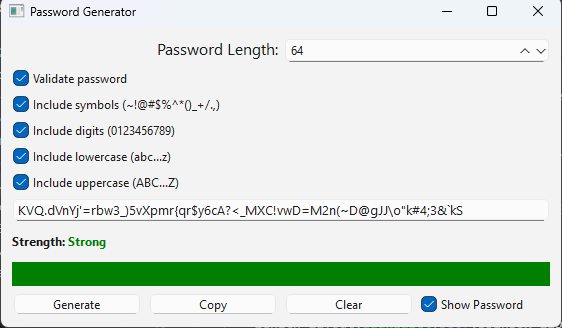 Password Generator
Password Length: 64
Validate password
Include symbols (~!@#$%^*()_+/.,)
Include digits (0123456789)
Include lowercase (abc...z)
Include uppercase (ABC...Z)
KVQ.dVnYj'=rbw3_)5vXpmr{qr$y6cA?<_MXC!vwD=M2n(~D@gJJ\o"k#4;3&`kS
Strength: Strong
Generate Copy Clear Show Password